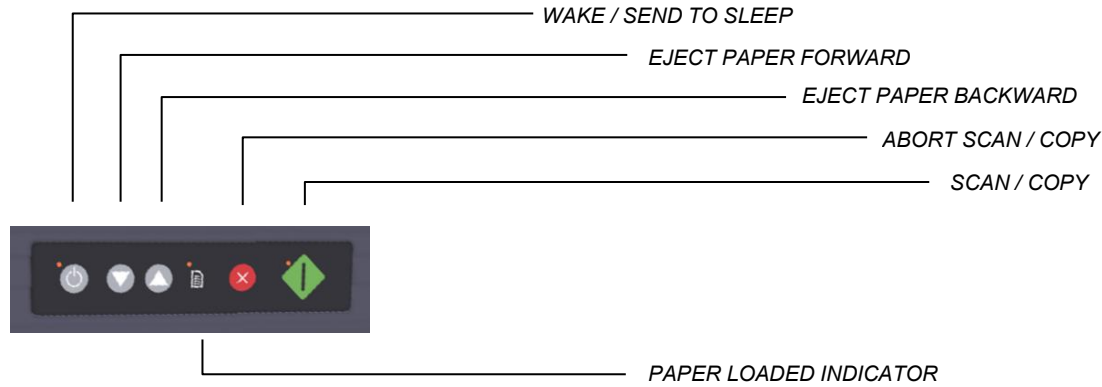 WAKE / SEND TO SLEEP
EJECT PAPER FORWARD
EJECT PAPER BACKWARD
ABORT SCAN / COPY
SCAN / COPY
PAPER LOADED INDICATOR